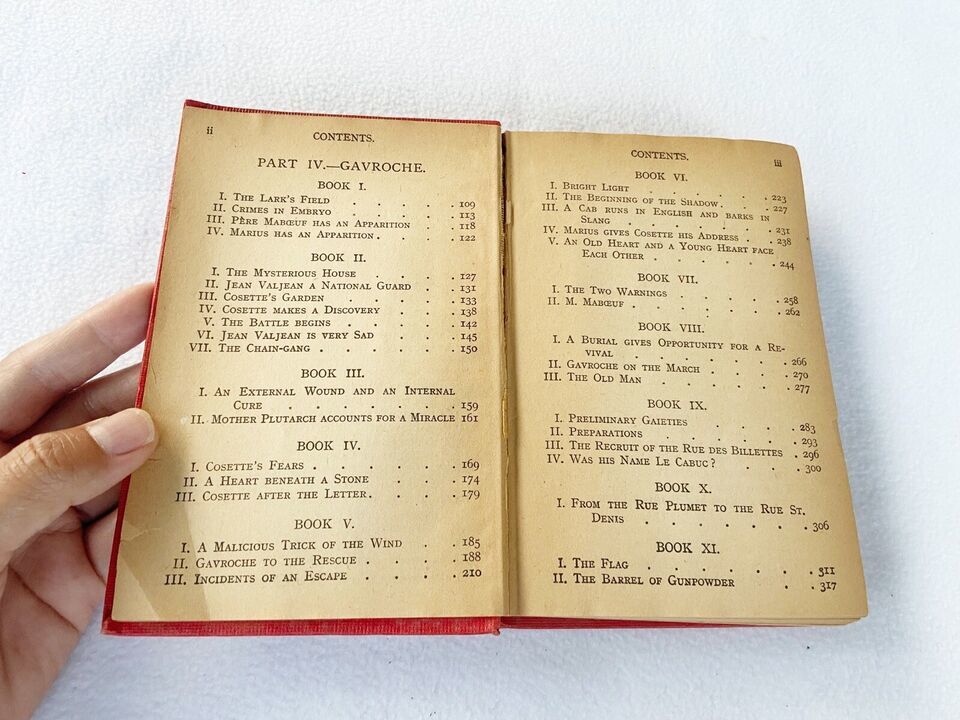 ii
CONTENTS.
PART IV.—GAVROCHE.
BOOK I.
I. THE LARK'S FIELD . . . . . 109
II. CRIMES IN EMBRYO . . . . . 113
III. PÈRE MABŒUF HAS AN APPARITION . . 118
IV. MARIUS HAS AN APPARITION . . . . 122
BOOK II.
I. THE MYSTERIOUS HOUSE . . . . 127
II. JEAN VALJEAN A NATIONAL GUARD . . 131
III. COSETTE'S GARDEN . . . . . 133
IV. COSETTE MAKES A DISCOVERY . . . 138
V. THE BATTLE BEGINS . . . . . 142
VI. JEAN VALJEAN IS VERY SAD . . . 145
VII. THE CHAIN-GANG . . . . . . 150
BOOK III.
I. AN EXTERNAL WOUND AND AN INTERNAL
CURE . . . . . . . 159
II. MOTHER PLUTARCH ACCOUNTS FOR A MIRACLE 161
BOOK IV.
I. COSETTE'S FEARS . . . . . . 169
II. A HEART BENEATH A STONE . . . 174
III. COSETTE AFTER THE LETTER . . . . 179
BOOK V.
I. A MALICIOUS TRICK OF THE WIND . . 185
II. GAVROCHE TO THE RESCUE . . . . 188
III. INCIDENTS OF AN ESCAPE . . . . 210
CONTENTS.
iii
BOOK VI.
I. BRIGHT LIGHT . . . . . . 223
II. THE BEGINNING OF THE SHADOW . . . 227
III. A CAB RUNS IN ENGLISH AND BARKS IN
SLANG . . . . . . . 231
IV. MARIUS GIVES COSETTE HIS ADDRESS . . 238
V. AN OLD HEART AND A YOUNG HEART FACE
EACH OTHER . . . . . . 244
BOOK VII.
I. THE TWO WARNINGS . . . . . 258
II. M. MABŒUF . . . . . . 262
BOOK VIII.
I. A BURIAL GIVES OPPORTUNITY FOR A RE-
VIVAL . . . . . . . 266
II. GAVROCHE ON THE MARCH . . . . 270
III. THE OLD MAN . . . . . . 277
BOOK IX.
I. PRELIMINARY GAIETIES . . . . 283
II. PREPARATIONS . . . . . . 293
III. THE RECRUIT OF THE RUE DES BILLETTES . 296
IV. WAS HIS NAME LE CABUC? . . . 300
BOOK X.
I. FROM THE RUE PLUMET TO THE RUE ST.
DENIS . . . . . . . 306
BOOK XI.
I. THE FLAG . . . . . . . 311
II. THE BARREL OF GUNPOWDER . . 317